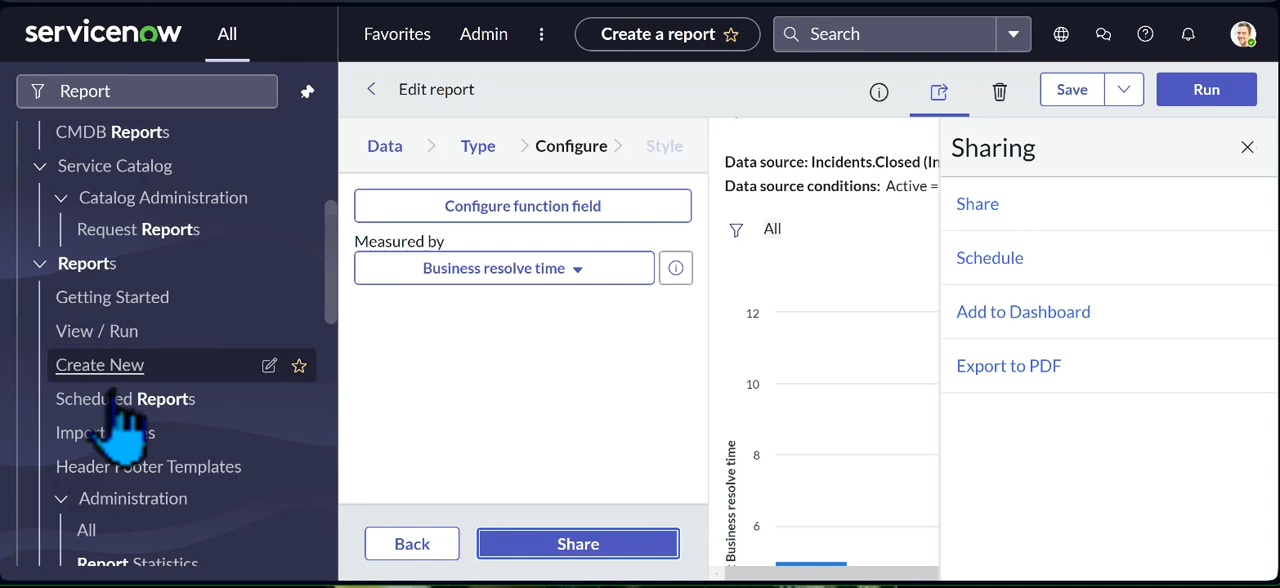 servicenow
All
Favorites
Admin
Create a report
Search
Report
CMDB Reports
Service Catalog
Catalog Administration
Request Reports
Reports
Getting Started
View / Run
Create New
Scheduled Reports
Header Footer Templates
Administration
All
Report Statistics
Edit report
Save
Run
Data
Type
Configure
Style
Configure function field
Measured by
Business resolve time
Back
Share
Data source: Incidents.Closed (In
Data source conditions: Active =
All
12
10
8
6
Business resolve time
Sharing
Share
Schedule
Add to Dashboard
Export to PDF